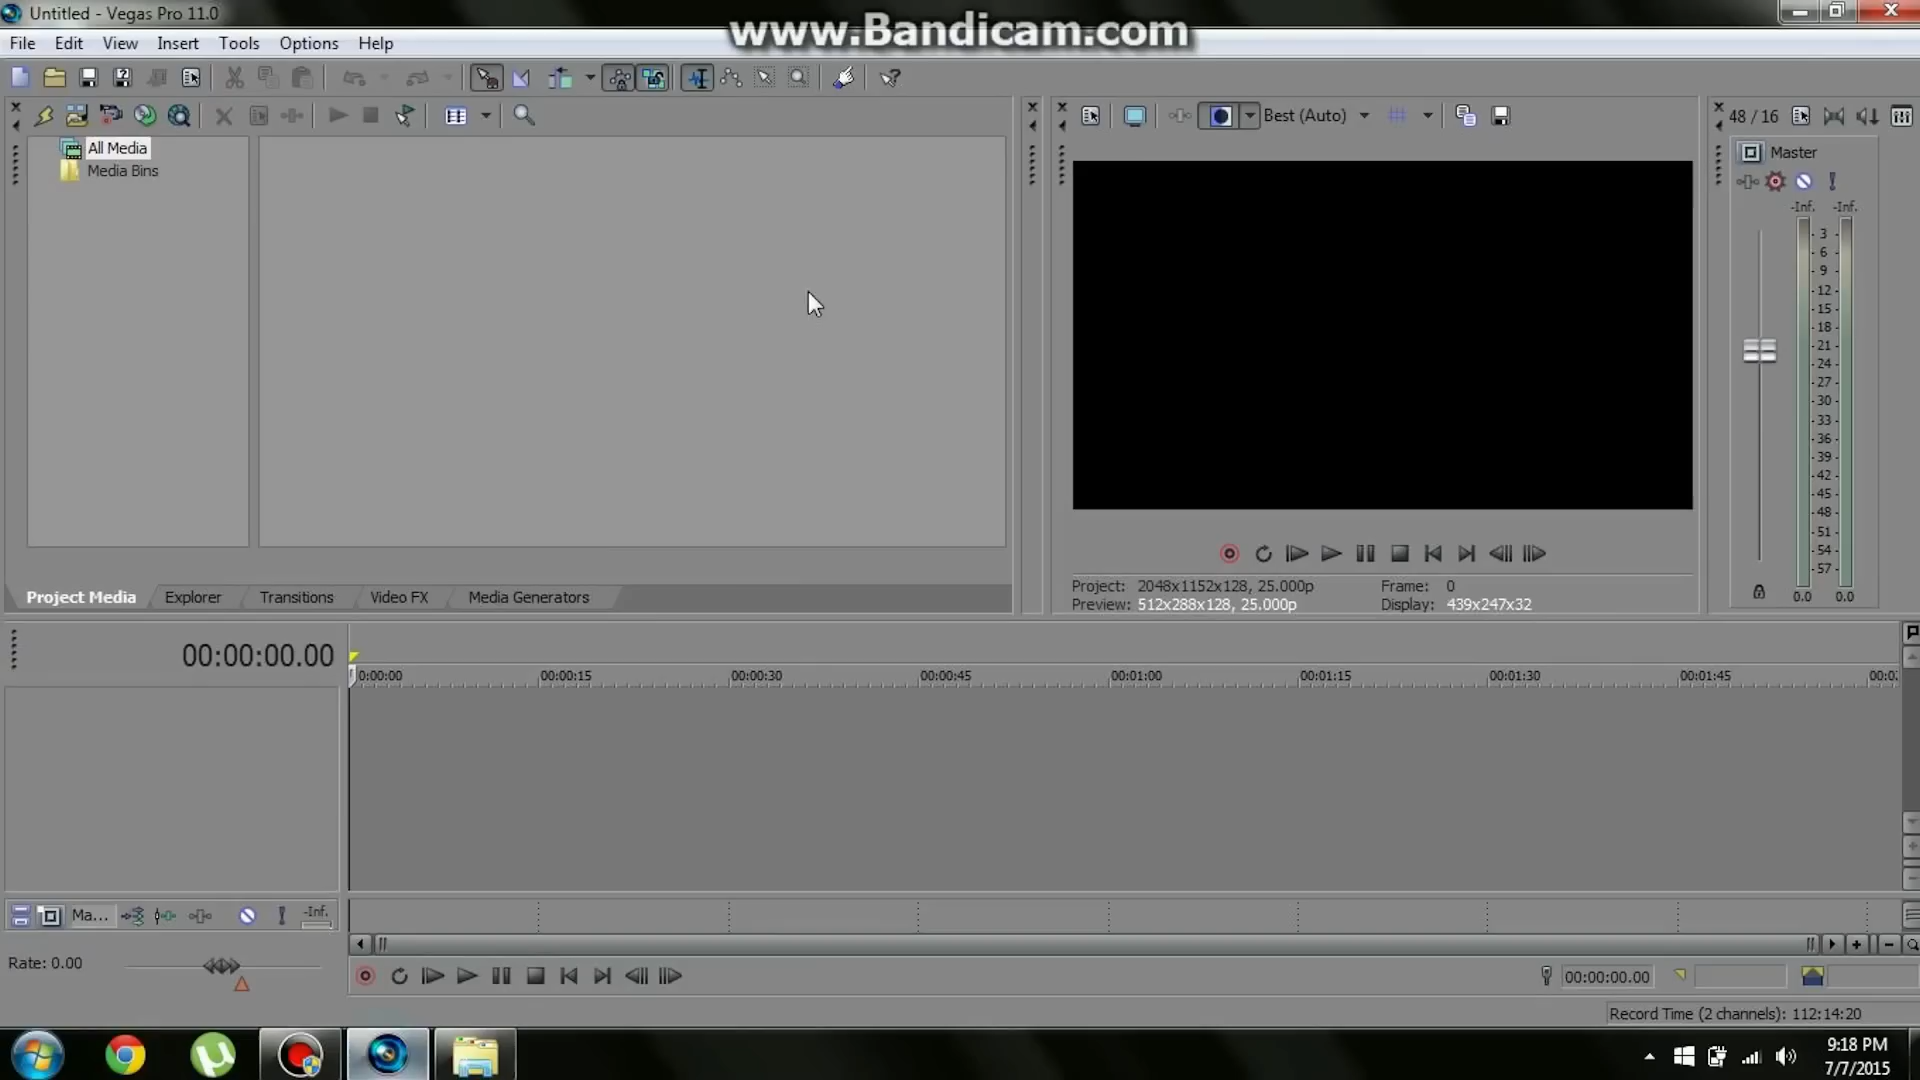 Untitled - Vegas Pro 11.0
www.Bandicam.com
File Edit View Insert Tools Options Help
Best (Auto)
48 / 16
All Media
Media Bins
Master
-Inf. -Inf.
- 3 -
- 6 -
- 9 -
- 12 -
- 15 -
- 18 -
- 21 -
- 24 -
- 27 -
- 30 -
- 33 -
- 36 -
- 39 -
- 42 -
- 45 -
- 48 -
- 51 -
- 54 -
- 57 -
0.0 0.0
Project: 2048x1152x128, 25.000p Frame: 0
Preview: 512x288x128, 25.000p Display: 439x247x32
Project Media Explorer Transitions Video FX Media Generators
00:00:00.00
0:00:00 00:00:15 00:00:30 00:00:45 00:01:00 00:01:15 00:01:30 00:01:45
Ma... -Inf.
Rate: 0.00
00:00:00.00
Record Time (2 channels): 112:14:20
9:18 PM
7/7/2015